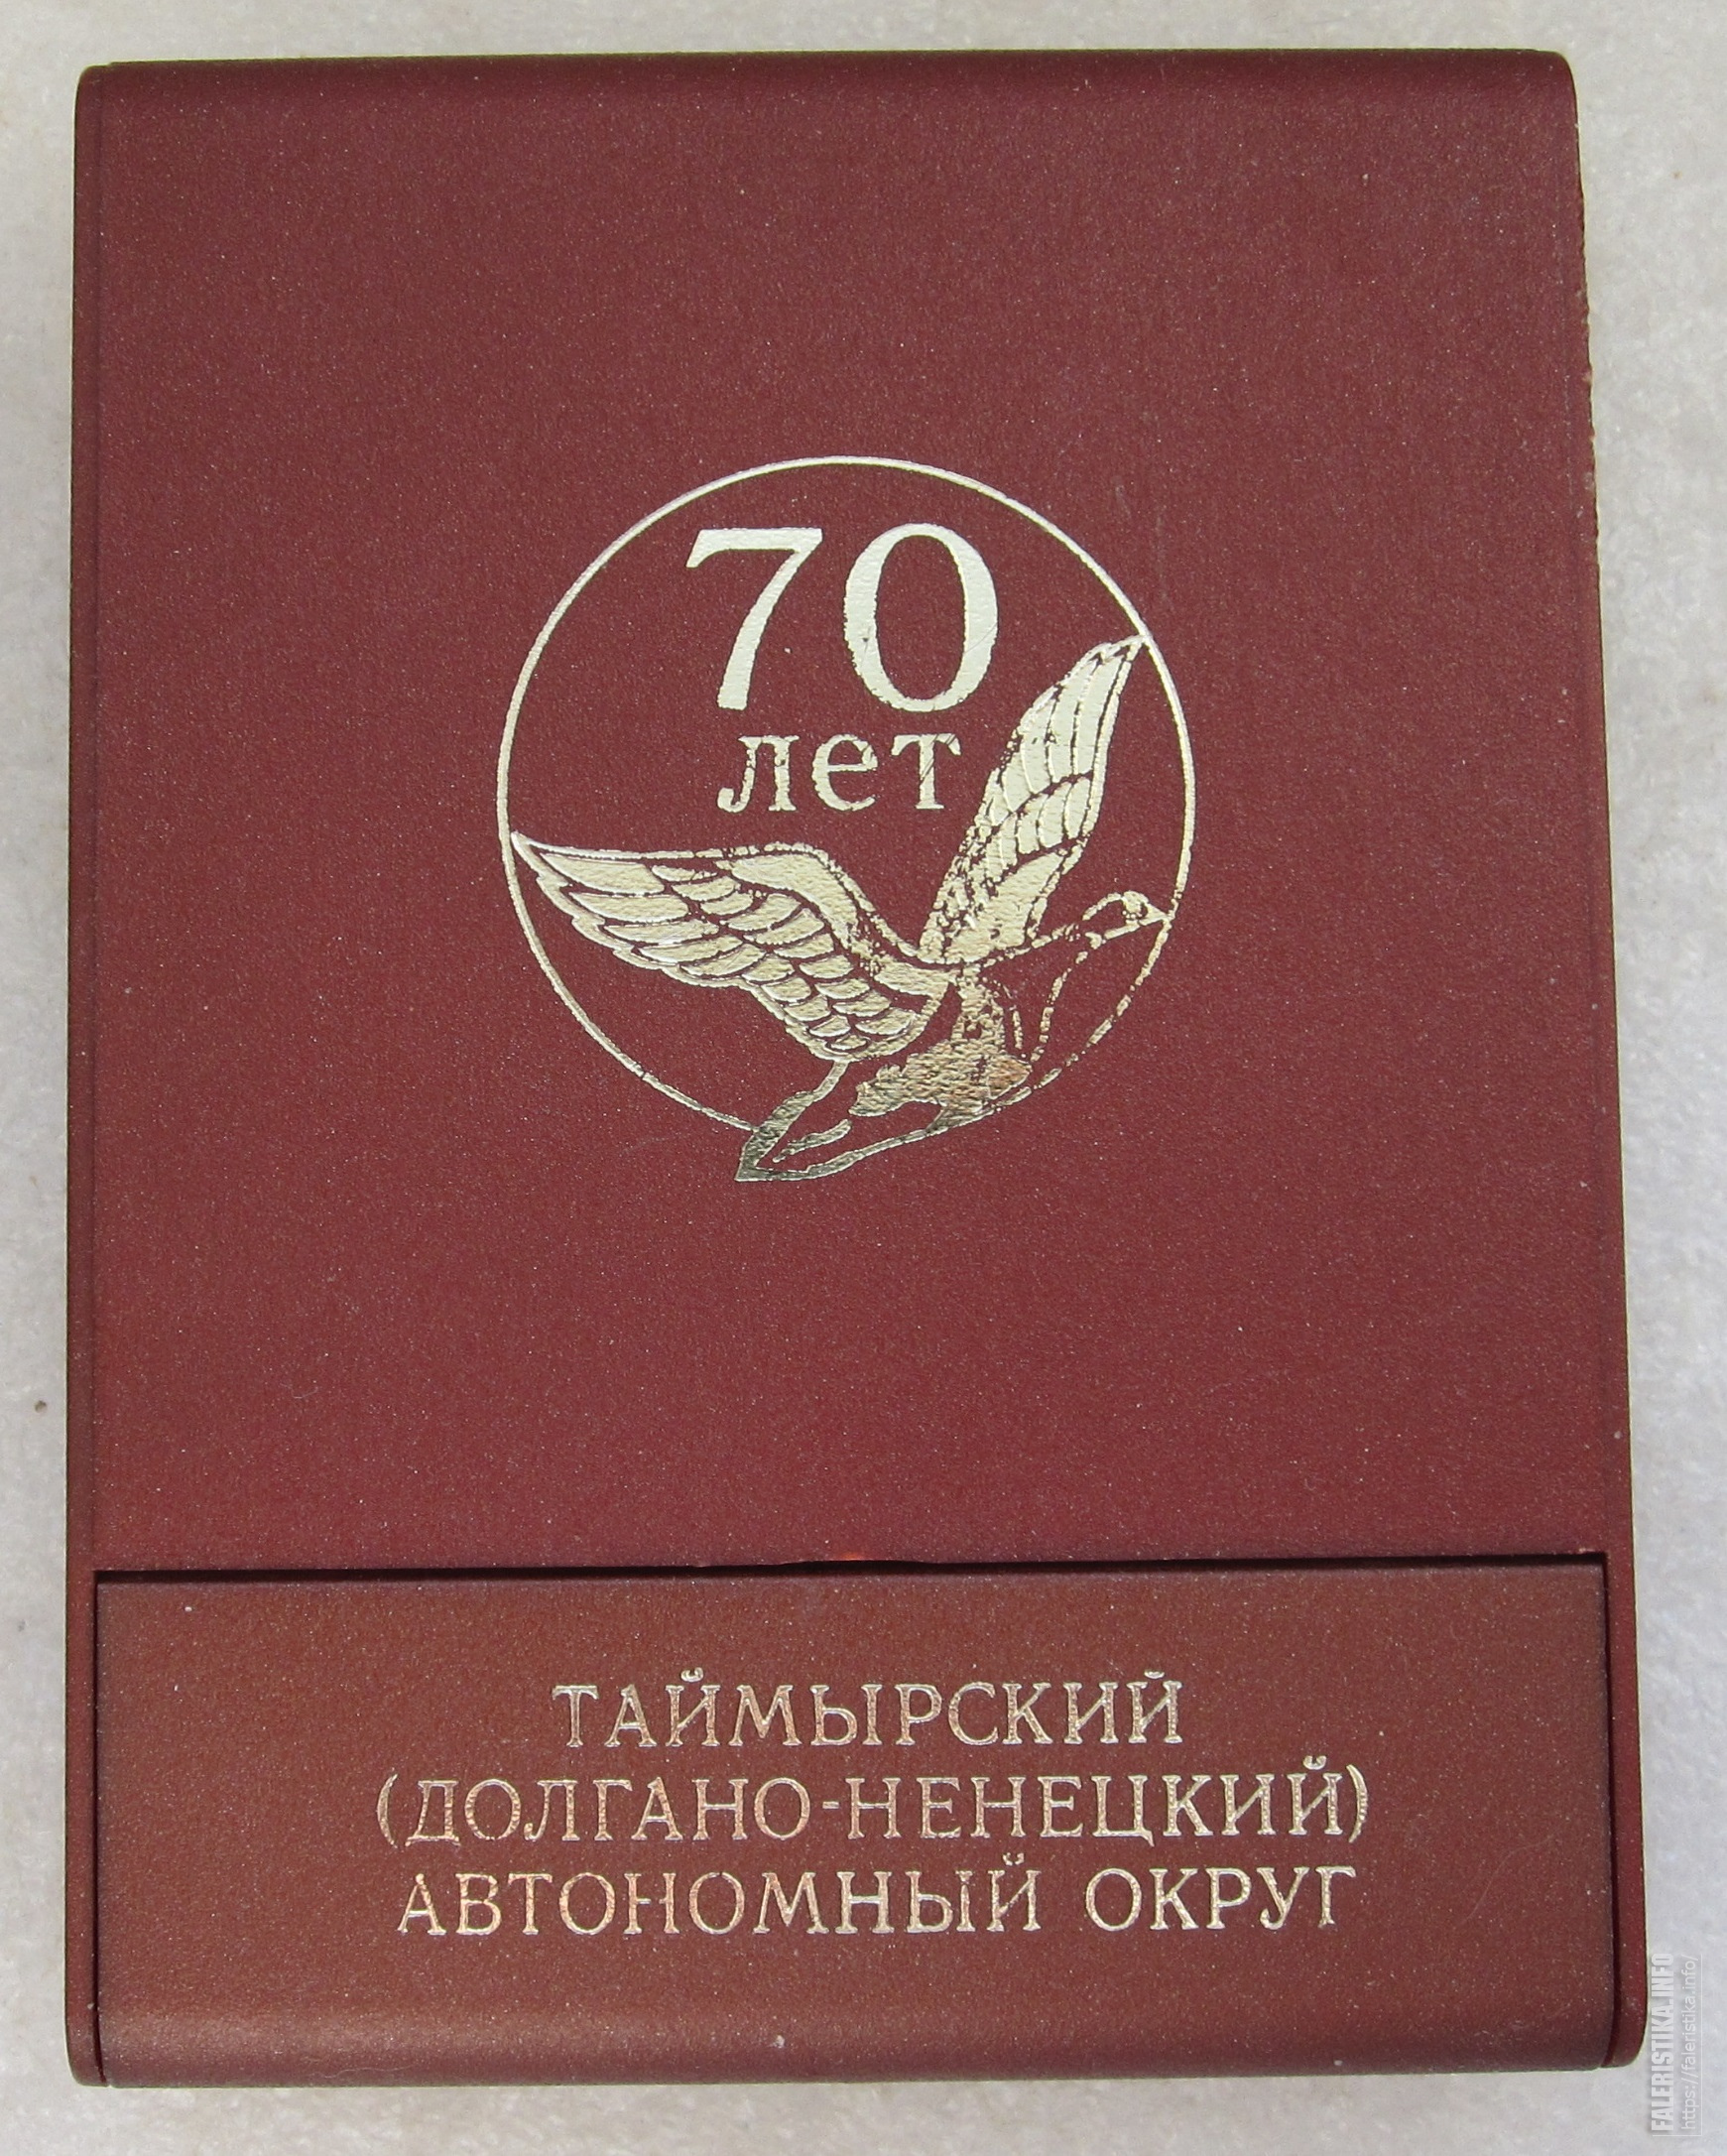 70
лет
ТАЙМЫРСКИЙ
(ДОЛГАНО-НЕНЕЦКИЙ)
АВТОНОМНЫЙ ОКРУГ
FALERISTIKA.INFO
https://faleristika.info/